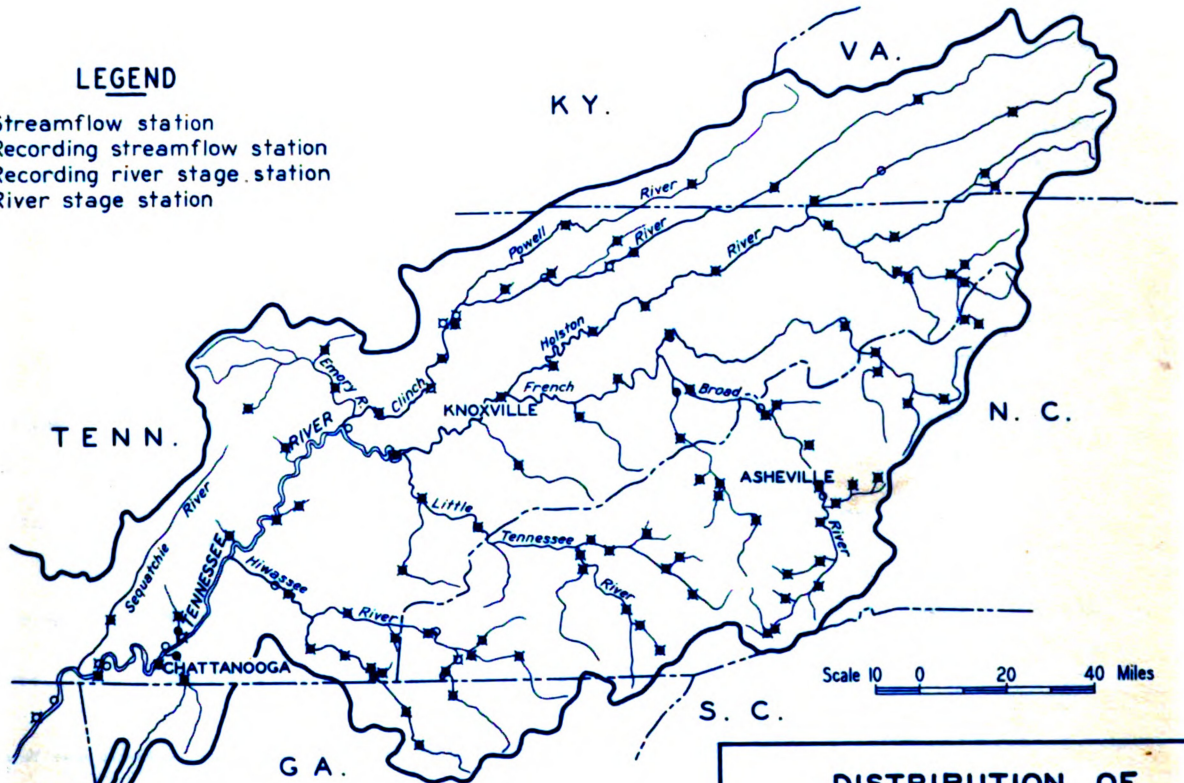 LEGEND
Streamflow station
Recording streamflow station
Recording river stage station
River stage station
VA.
KY.
Powell River
River
River
Holston
Emory R.
Clinch
French
Broad
KNOXVILLE
N. C.
TENN.
RIVER
ASHEVILLE
Sequatchie River
Little
Tennessee
River
River
TENNESSEE
Hiwassee
River
CHATTANOOGA
Scale 10 0 20 40 Miles
S. C.
GA.
DISTRIBUTION OF